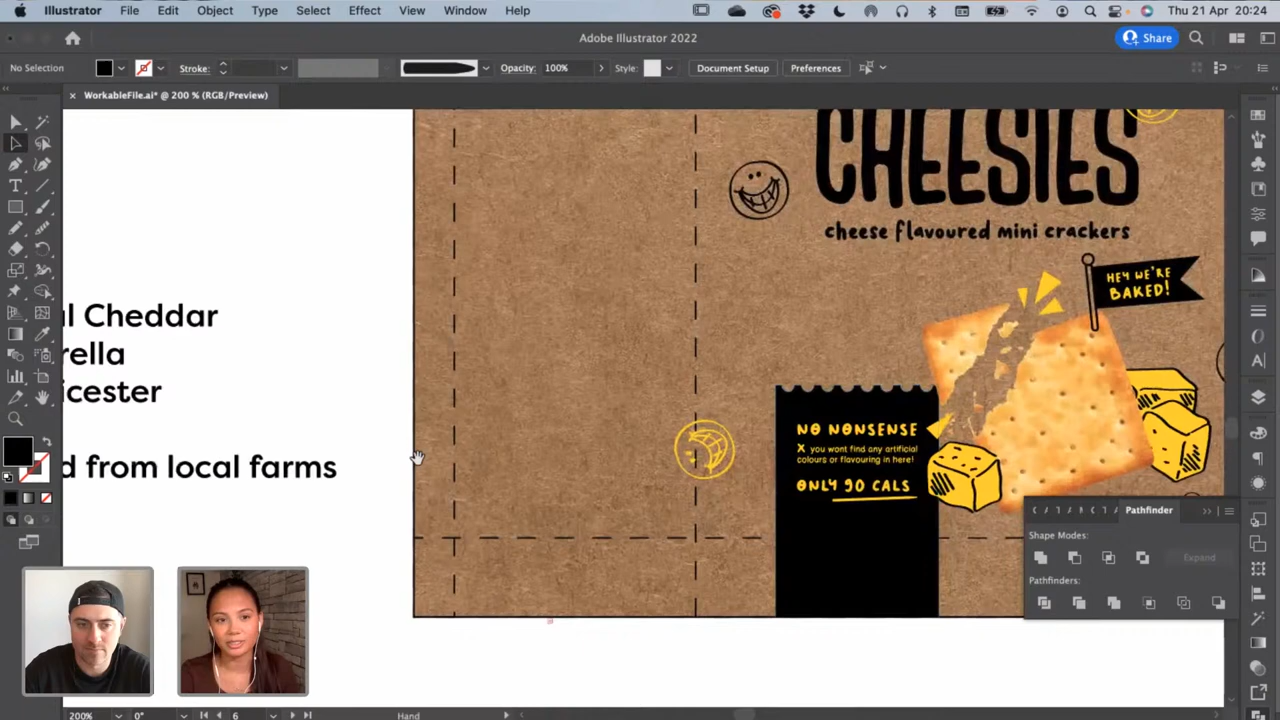 Illustrator File Edit Object Type Select Effect View Window Help Thu 21 Apr 20:24
Adobe Illustrator 2022 Share
No Selection Stroke: Opacity: 100% Style: Document Setup Preferences
× WorkableFile.ai* @ 200 % (RGB/Preview)
CHEESIES
cheese flavoured mini crackers
HEY WE'RE
BAKED!
l Cheddar
rella
icester
d from local farms
NO NONSENSE
X you wont find any artificial
colours or flavouring in here!
ONLY 90 CALS
Pathfinder
Shape Modes:
Expand
Pathfinders:
200% 0° 6 Hand